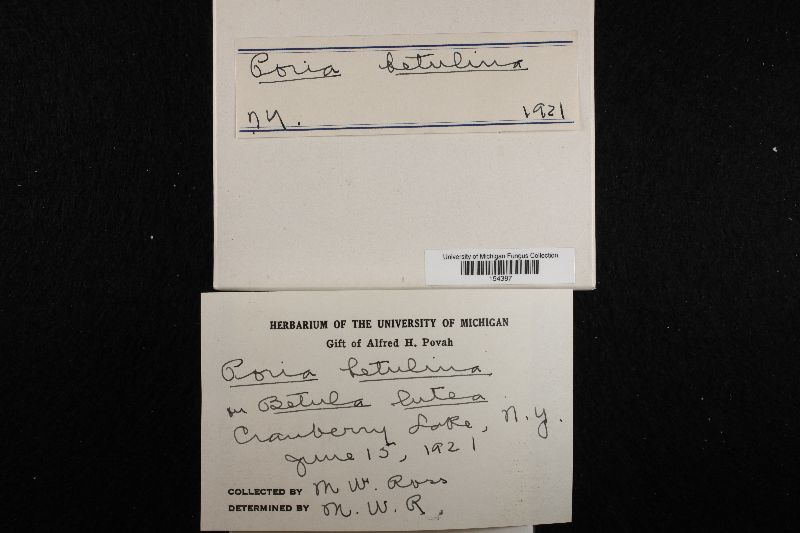 Poria betulina
N.Y. 1921
University of Michigan Fungus Collection
HERBARIUM OF THE UNIVERSITY OF MICHIGAN
Gift of Alfred H. Povah
Poria betulina
on Betula lutea
Cranberry Lake, N.Y.
June 15, 1921
COLLECTED BY M W. Ross
DETERMINED BY M. W. R.